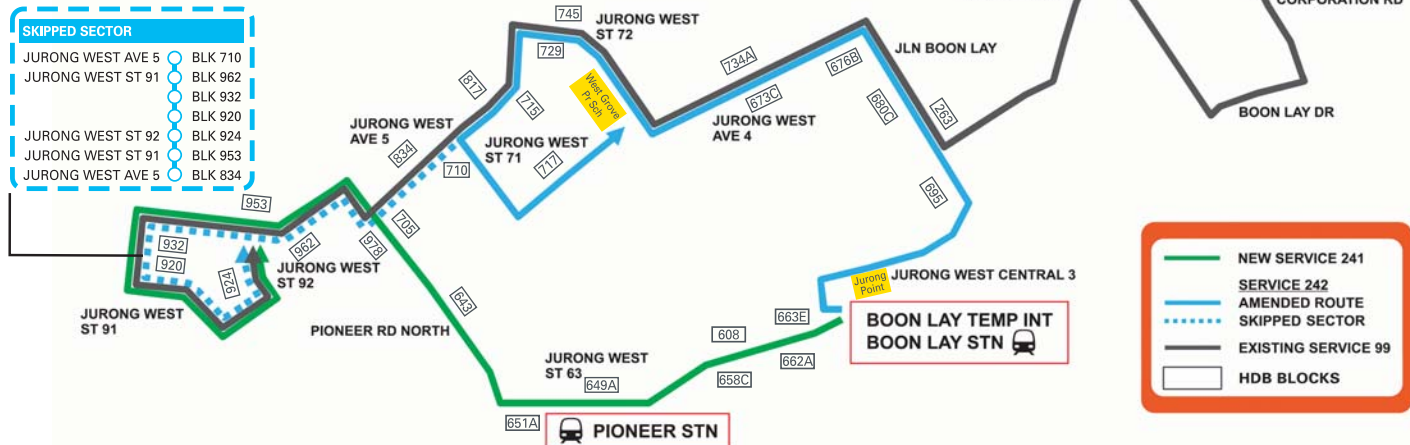 SKIPPED SECTOR
JURONG WEST AVE 5 BLK 710
JURONG WEST ST 91 BLK 962
BLK 932
BLK 920
JURONG WEST ST 92 BLK 924
JURONG WEST ST 91 BLK 953
JURONG WEST AVE 5 BLK 834
745
JURONG WEST
ST 72
729
CORPORATION RD
JLN BOON LAY
734A
676B
817
715
West Grove
Pr Sch
673C
680C
263
BOON LAY DR
JURONG WEST
AVE 4
JURONG WEST
AVE 5
834
710
JURONG WEST
ST 71
717
695
953
705
978
962
932
920
924
JURONG WEST
ST 92
JURONG WEST
ST 91
PIONEER RD NORTH
643
Jurong
Point
JURONG WEST CENTRAL 3
663E
608
662A
658C
BOON LAY TEMP INT
BOON LAY STN
JURONG WEST
ST 63
649A
651A
PIONEER STN
NEW SERVICE 241
SERVICE 242
AMENDED ROUTE
SKIPPED SECTOR
EXISTING SERVICE 99
HDB BLOCKS